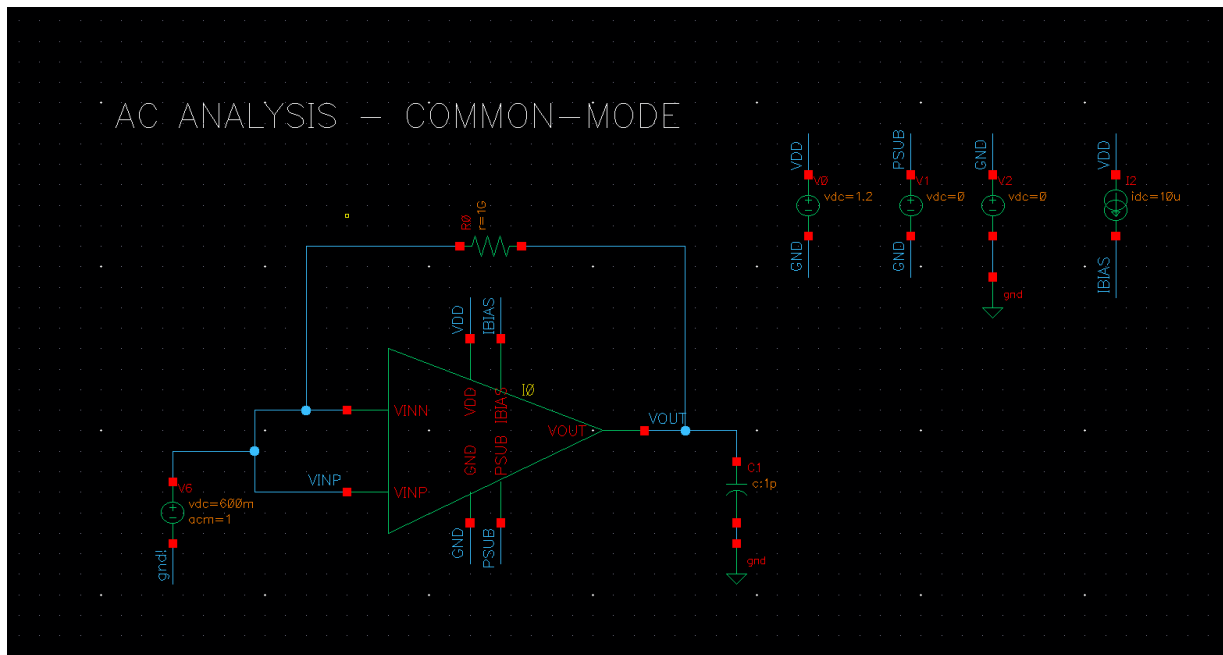 AC ANALYSIS - COMMON-MODE
VDD
V0
vdc=1.2
GND
PSUB
V1
vdc=0
GND
GND
V2
vdc=0
gnd
VDD
I2
idc=10u
IBIAS
R0
r=1G
VDD
IBIAS
I0
VINN
VDD
IBIAS
VOUT
GND
PSUB
VINP
VINP
GND
PSUB
VOUT
V6
vdc=600m
acm=1
gnd!
C1
c:1p
gnd